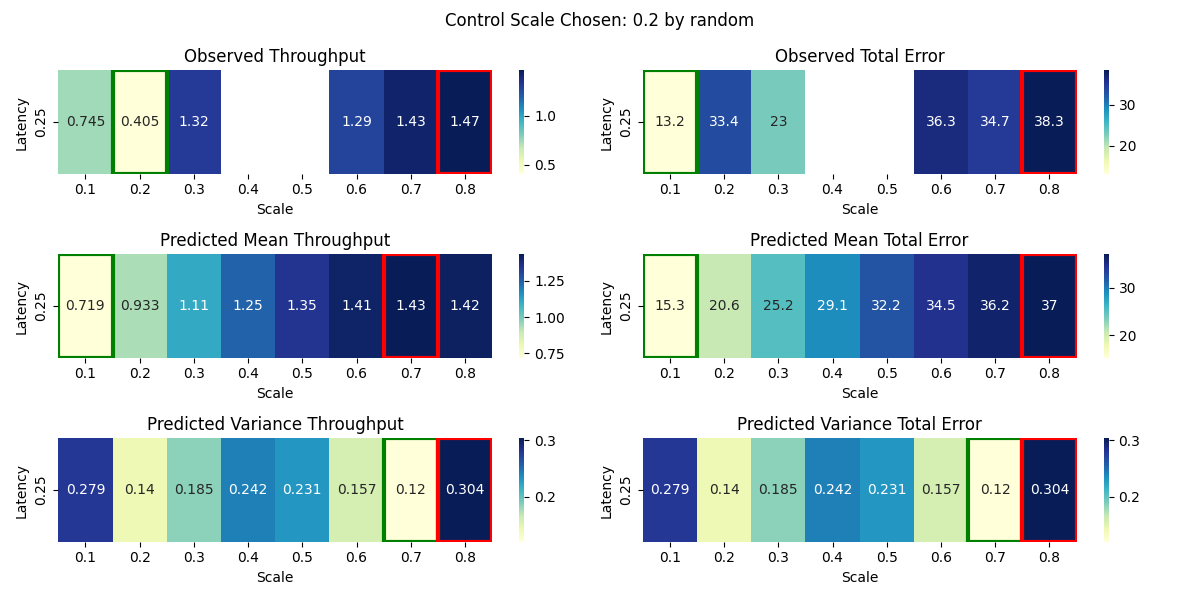 Control Scale Chosen: 0.2 by random
Observed Throughput
Latency
0.25
0.745 0.405 1.32 1.29 1.43 1.47
0.1 0.2 0.3 0.4 0.5 0.6 0.7 0.8
Scale
1.0
0.5
Observed Total Error
Latency
0.25
13.2 33.4 23 36.3 34.7 38.3
0.1 0.2 0.3 0.4 0.5 0.6 0.7 0.8
Scale
30
20
Predicted Mean Throughput
Latency
0.25
0.719 0.933 1.11 1.25 1.35 1.41 1.43 1.42
0.1 0.2 0.3 0.4 0.5 0.6 0.7 0.8
Scale
1.25
1.00
0.75
Predicted Mean Total Error
Latency
0.25
15.3 20.6 25.2 29.1 32.2 34.5 36.2 37
0.1 0.2 0.3 0.4 0.5 0.6 0.7 0.8
Scale
30
20
Predicted Variance Throughput
Latency
0.25
0.279 0.14 0.185 0.242 0.231 0.157 0.12 0.304
0.1 0.2 0.3 0.4 0.5 0.6 0.7 0.8
Scale
0.3
0.2
Predicted Variance Total Error
Latency
0.25
0.279 0.14 0.185 0.242 0.231 0.157 0.12 0.304
0.1 0.2 0.3 0.4 0.5 0.6 0.7 0.8
Scale
0.3
0.2